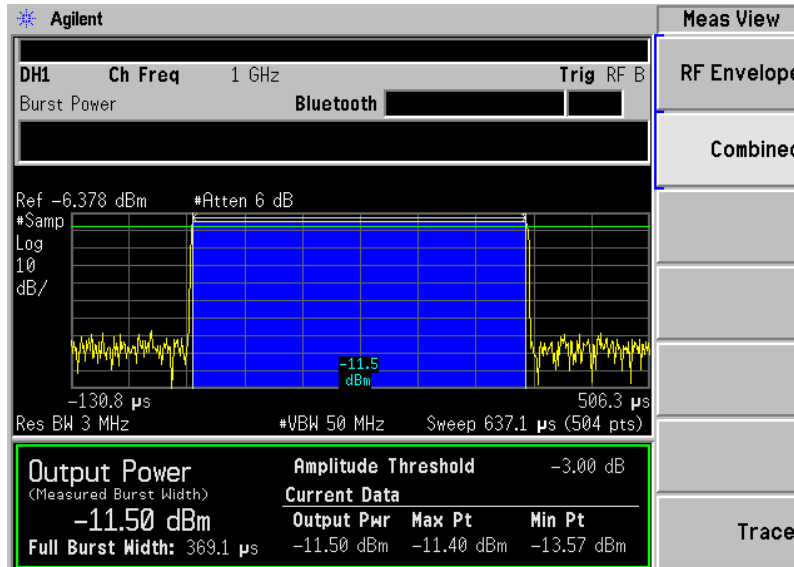 Agilent
Meas View
DH1 Ch Freq 1 GHz Trig RF B
Burst Power Bluetooth
RF Envelope
Combined
Ref -6.378 dBm #Atten 6 dB
#Samp
Log
10
dB/
-11.5
dBm
-130.8 µs 506.3 µs
Res BW 3 MHz #VBW 50 MHz Sweep 637.1 µs (504 pts)
Output Power
(Measured Burst Width)
-11.50 dBm
Full Burst Width: 369.1 µs
Amplitude Threshold -3.00 dB
Current Data
Output Pwr Max Pt Min Pt
-11.50 dBm -11.40 dBm -13.57 dBm
Trace